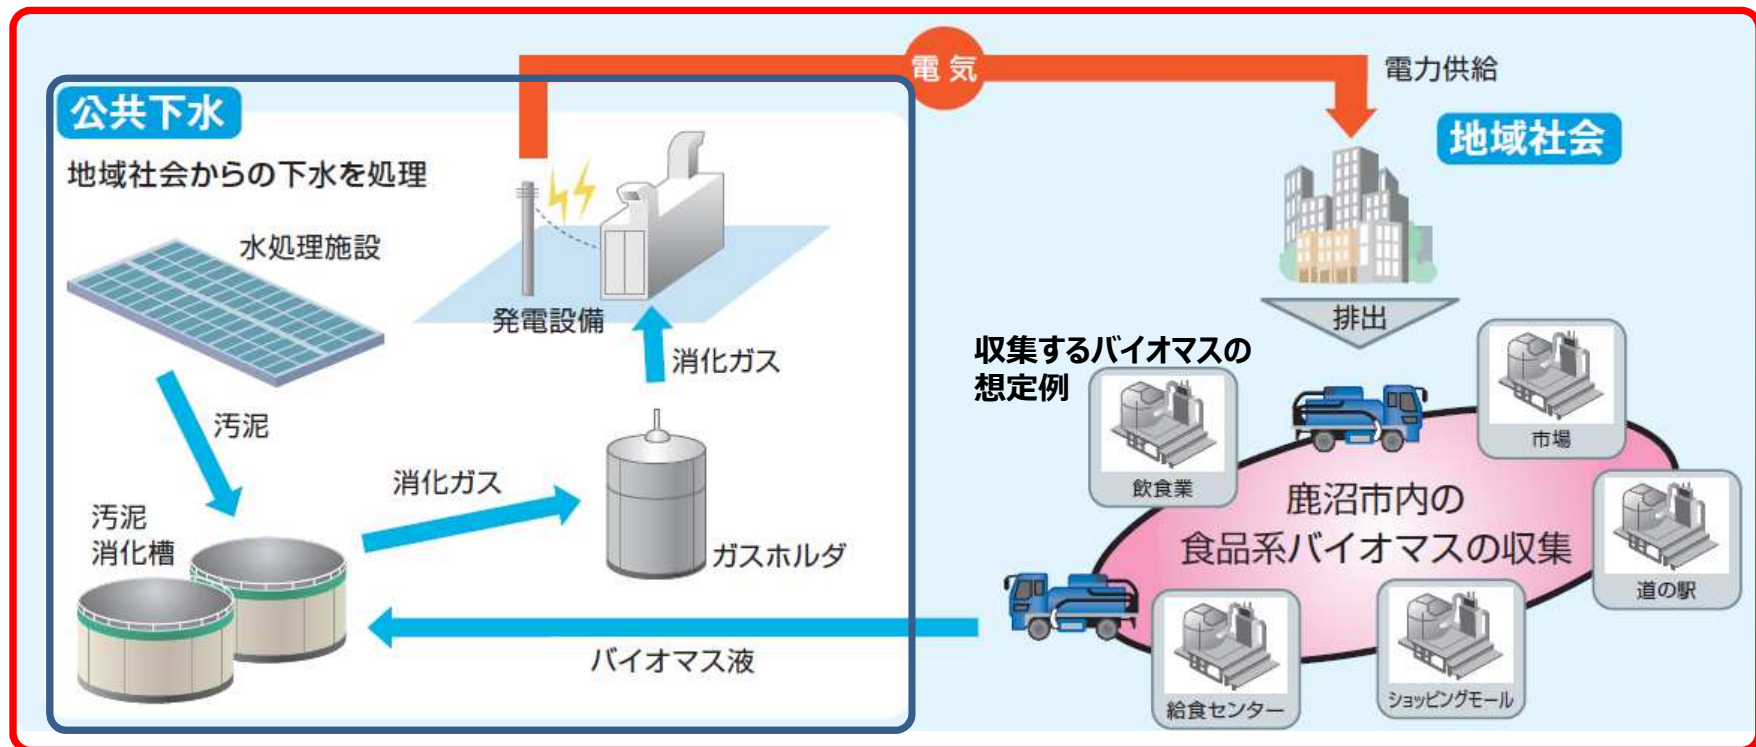 電気
電力供給
公共下水
地域社会
地域社会からの下水を処理
水処理施設
発電設備
排出
消化ガス
収集するバイオマスの
想定例
汚泥
市場
飲食業
消化ガス
鹿沼市内の
食品系バイオマスの収集
汚泥
消化槽
ガスホルダ
道の駅
バイオマス液
給食センター
ショッピングモール